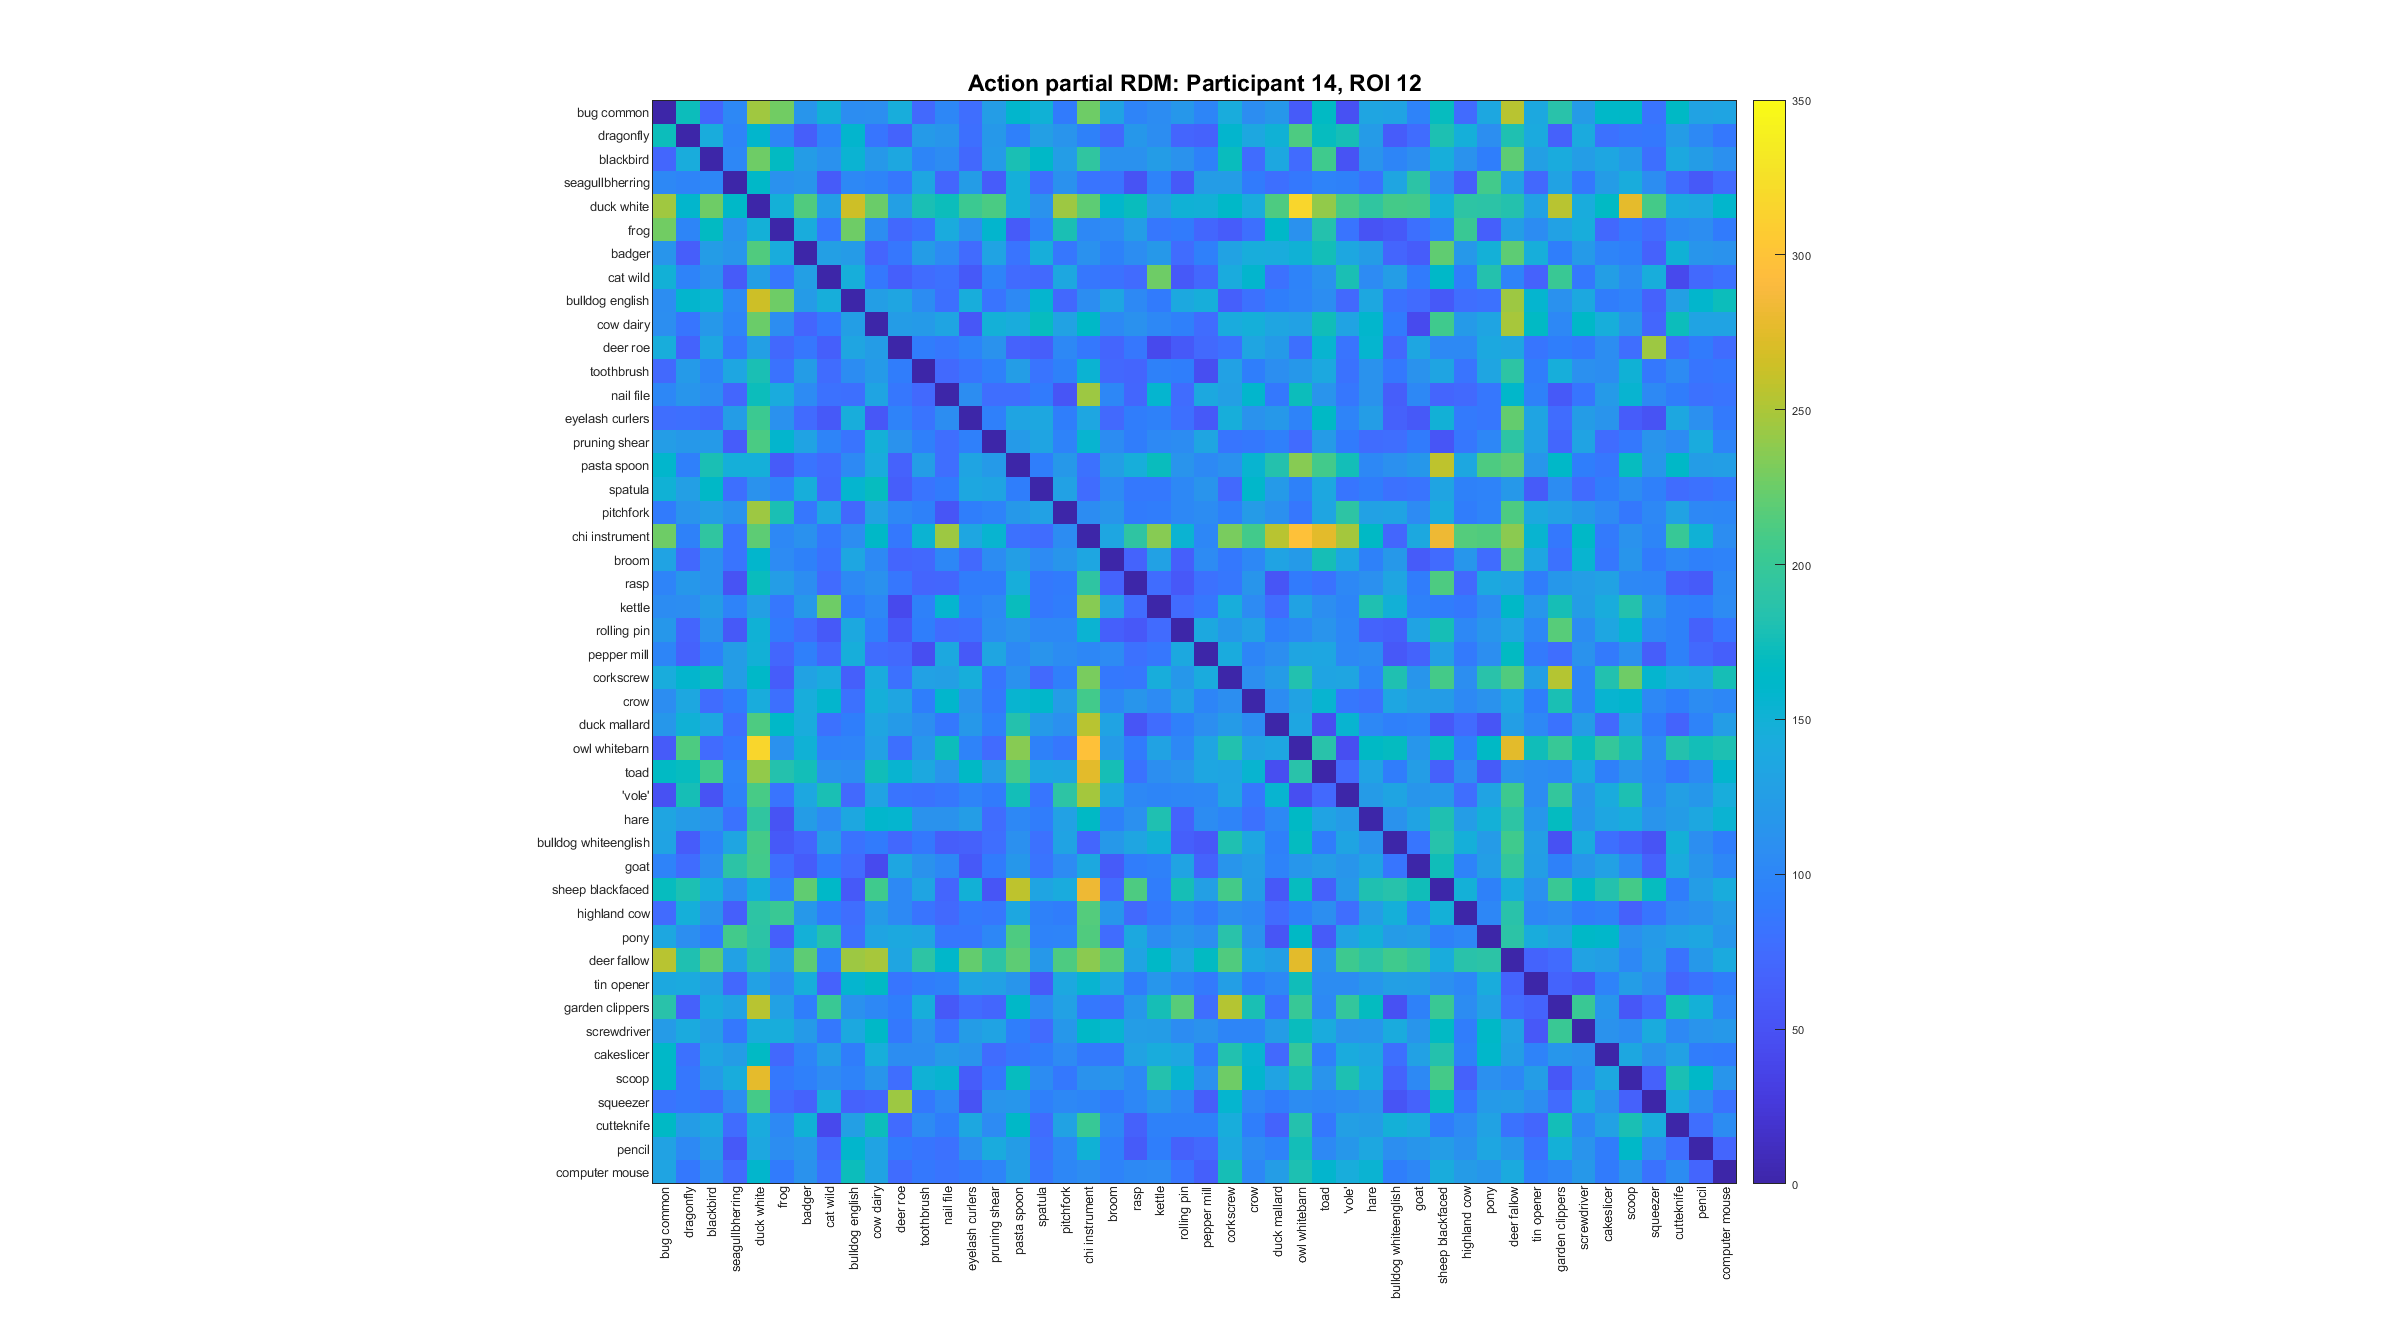 Action partial RDM: Participant 14, ROI 12
bug common
dragonfly
blackbird
seagullbherring
duck white
frog
badger
cat wild
bulldog english
cow dairy
deer roe
toothbrush
nail file
eyelash curlers
pruning shear
pasta spoon
spatula
pitchfork
chi instrument
broom
rasp
kettle
rolling pin
pepper mill
corkscrew
crow
duck mallard
owl whitebarn
toad
'vole'
hare
bulldog whiteenglish
goat
sheep blackfaced
highland cow
pony
deer fallow
tin opener
garden clippers
screwdriver
cakeslicer
scoop
squeezer
cutteknife
pencil
computer mouse
bug common
dragonfly
blackbird
seagullbherring
duck white
frog
badger
cat wild
bulldog english
cow dairy
deer roe
toothbrush
nail file
eyelash curlers
pruning shear
pasta spoon
spatula
pitchfork
chi instrument
broom
rasp
kettle
rolling pin
pepper mill
corkscrew
crow
duck mallard
owl whitebarn
toad
'vole'
hare
bulldog whiteenglish
goat
sheep blackfaced
highland cow
pony
deer fallow
tin opener
garden clippers
screwdriver
cakeslicer
scoop
squeezer
cutteknife
pencil
computer mouse
350
300
250
200
150
100
50
0